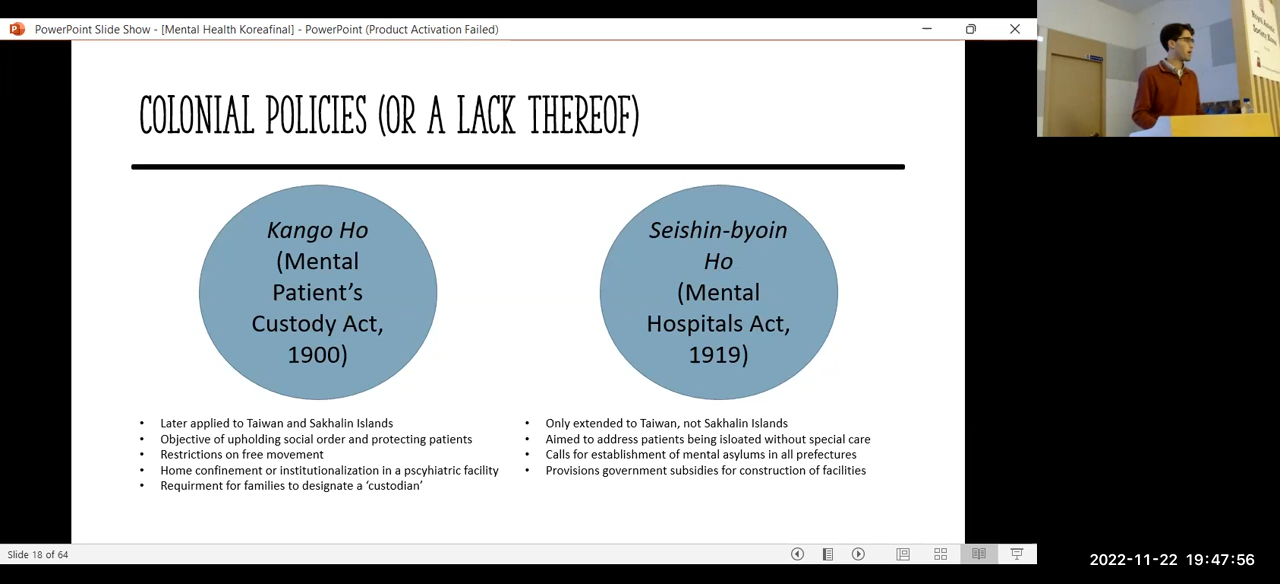 PowerPoint Slide Show - [Mental Health Koreafinal] - PowerPoint (Product Activation Failed)
COLONIAL POLICIES (OR A LACK THEREOF)
Kango Ho
(Mental
Patient's
Custody Act,
1900)
Seishin-byoin
Ho
(Mental
Hospitals Act,
1919)
• Later applied to Taiwan and Sakhalin Islands
• Objective of upholding social order and protecting patients
• Restrictions on free movement
• Home confinement or institutionalization in a pscyhiatric facility
• Requirment for families to designate a 'custodian'
• Only extended to Taiwan, not Sakhalin Islands
• Aimed to address patients being isloated without special care
• Calls for establishment of mental asylums in all prefectures
• Provisions government subsidies for construction of facilities
Slide 18 of 64
2022-11-22 19:47:56